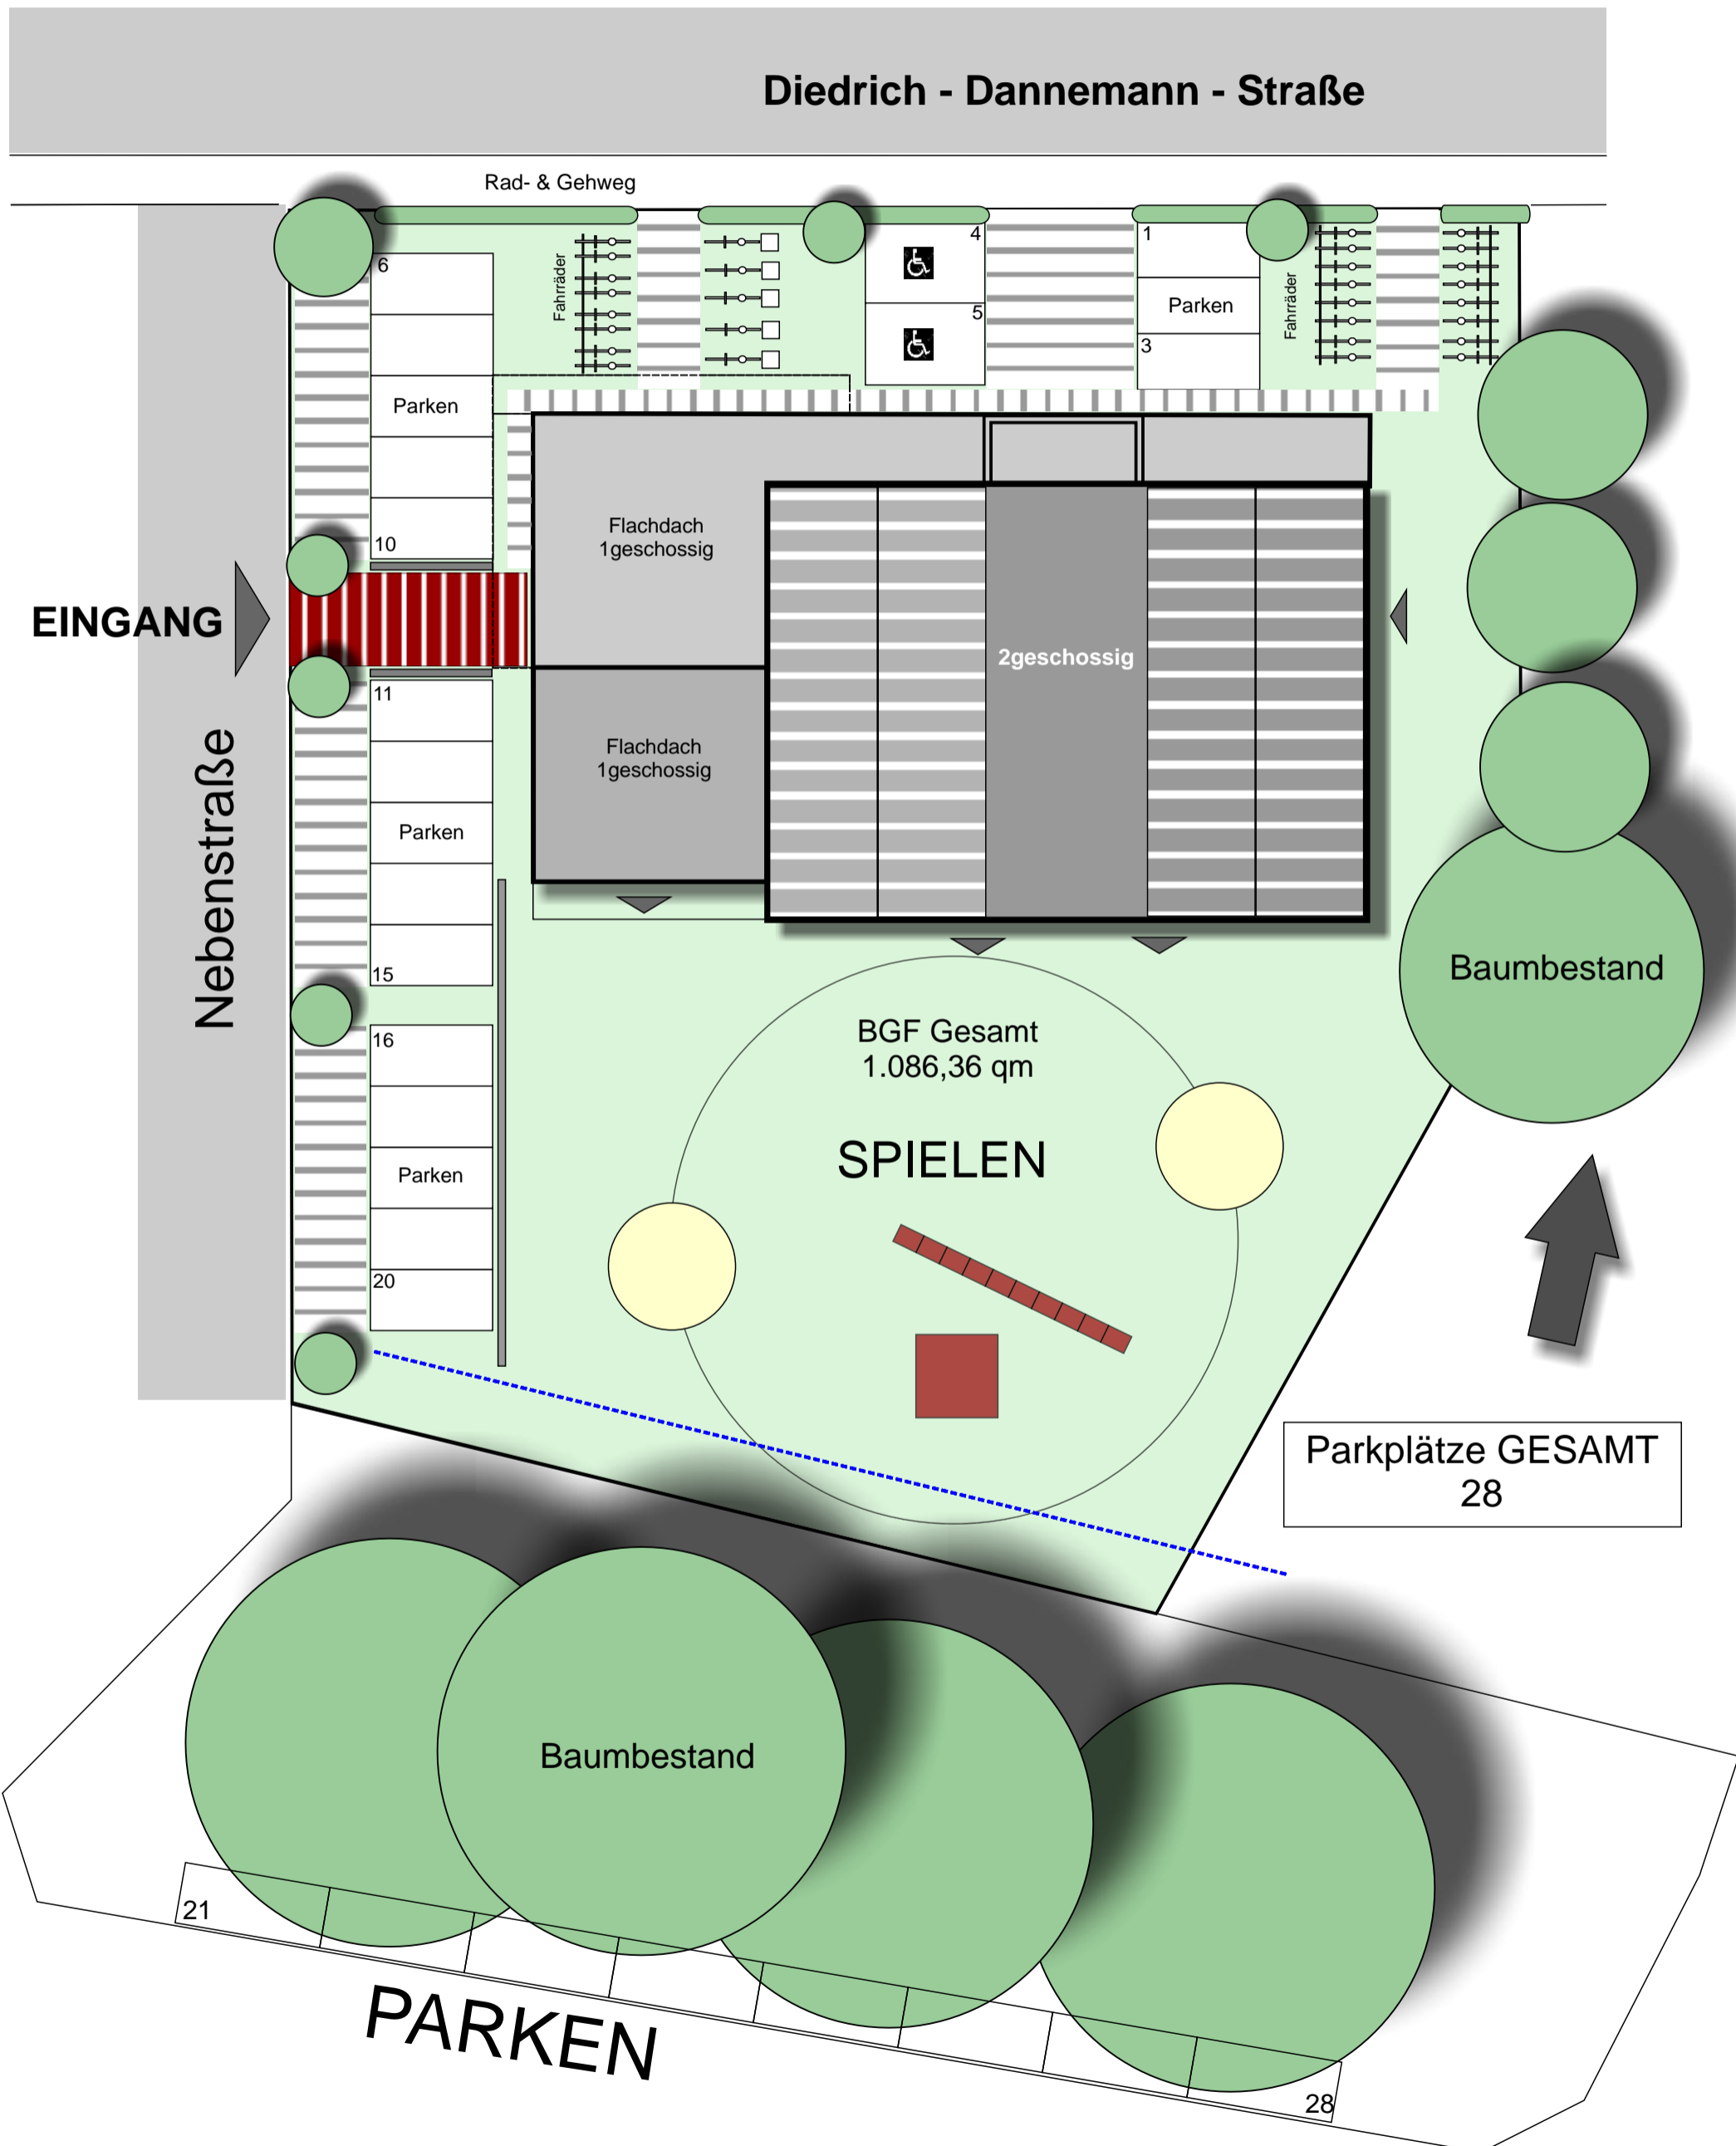 Diedrich - Dannemann - Straße
Rad- & Gehweg
6
Fahrräder
4
5
1
Parken
3
Fahrräder
Parken
10
Flachdach
1geschossig
EINGANG
2geschossig
11
Nebenstraße
Flachdach
1geschossig
Parken
15
Baumbestand
16
BGF Gesamt
1.086,36 qm
SPIELEN
Parken
20
Parkplätze GESAMT
28
Baumbestand
21
PARKEN
28